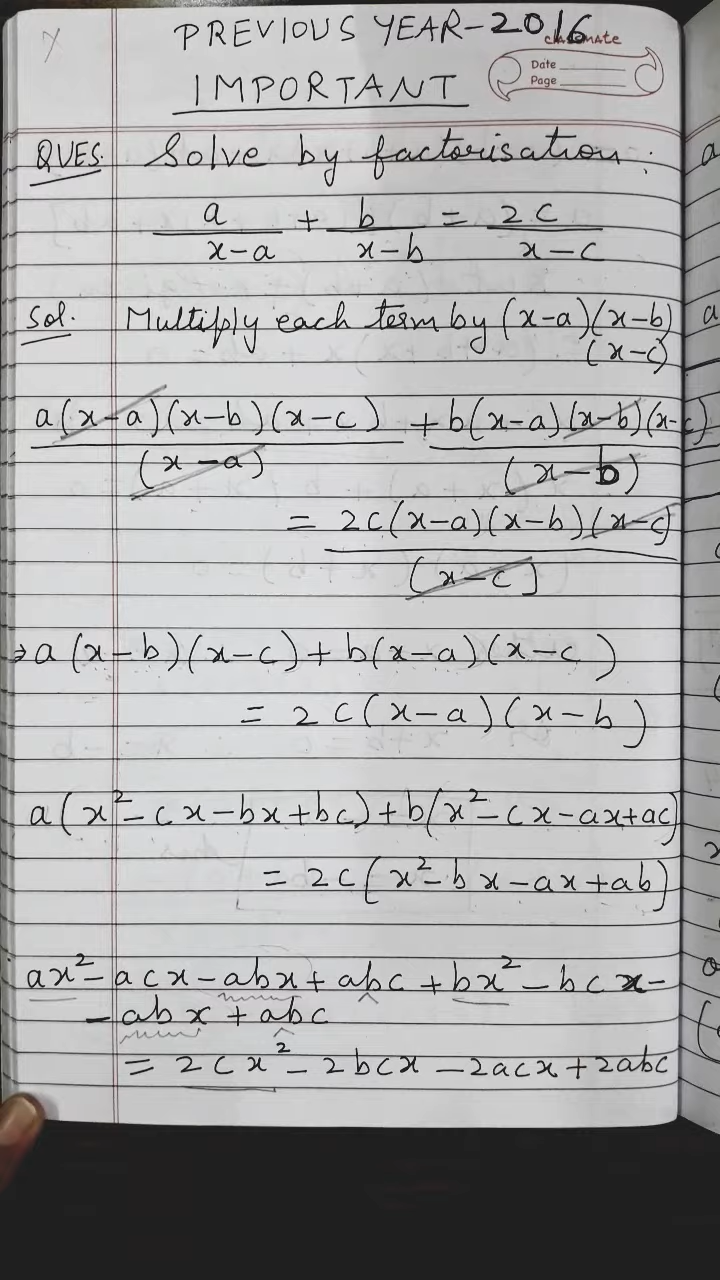 PREVIOUS YEAR-2016
classmate
Date
Page
IMPORTANT
QUES. Solve by factorisation:
a/(x-a) + b/(x-b) = 2c/(x-c)
Sol. Multiply each term by (x-a)(x-b)
(x-c)
a(x-a)(x-b)(x-c)/(x-a) + b(x-a)(x-b)(x-c)/(x-b)
= 2c(x-a)(x-b)(x-c)/(x-c)
⇒ a(x-b)(x-c)+b(x-a)(x-c)
= 2c(x-a)(x-b)
a(x²-cx-bx+bc)+b(x²-cx-ax+ac)
= 2c(x²-bx-ax+ab)
ax²-acx-abx+abc+bx²-bcx-
-abx+abc
= 2cx²-2bcx-2acx+2abc